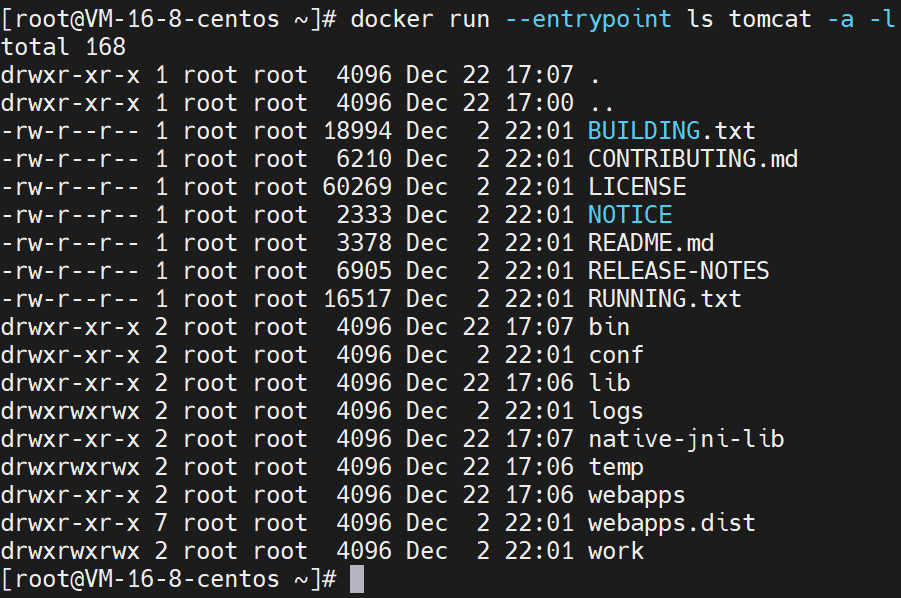 [root@VM-16-8-centos ~]# docker run --entrypoint ls tomcat -a -l
total 168
drwxr-xr-x 1 root root  4096 Dec 22 17:07 .
drwxr-xr-x 1 root root  4096 Dec 22 17:00 ..
-rw-r--r-- 1 root root 18994 Dec  2 22:01 BUILDING.txt
-rw-r--r-- 1 root root  6210 Dec  2 22:01 CONTRIBUTING.md
-rw-r--r-- 1 root root 60269 Dec  2 22:01 LICENSE
-rw-r--r-- 1 root root  2333 Dec  2 22:01 NOTICE
-rw-r--r-- 1 root root  3378 Dec  2 22:01 README.md
-rw-r--r-- 1 root root  6905 Dec  2 22:01 RELEASE-NOTES
-rw-r--r-- 1 root root 16517 Dec  2 22:01 RUNNING.txt
drwxr-xr-x 2 root root  4096 Dec 22 17:07 bin
drwxr-xr-x 2 root root  4096 Dec  2 22:01 conf
drwxr-xr-x 2 root root  4096 Dec 22 17:06 lib
drwxrwxrwx 2 root root  4096 Dec  2 22:01 logs
drwxr-xr-x 2 root root  4096 Dec 22 17:07 native-jni-lib
drwxrwxrwx 2 root root  4096 Dec 22 17:06 temp
drwxr-xr-x 2 root root  4096 Dec 22 17:06 webapps
drwxr-xr-x 7 root root  4096 Dec  2 22:01 webapps.dist
drwxrwxrwx 2 root root  4096 Dec  2 22:01 work
[root@VM-16-8-centos ~]#